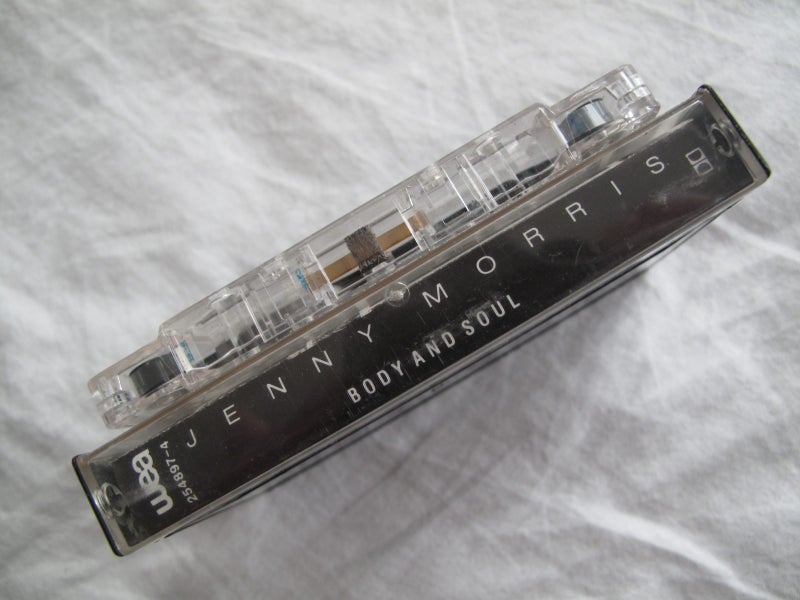 JENNY MORRIS
BODY AND SOUL
wea
254897-4